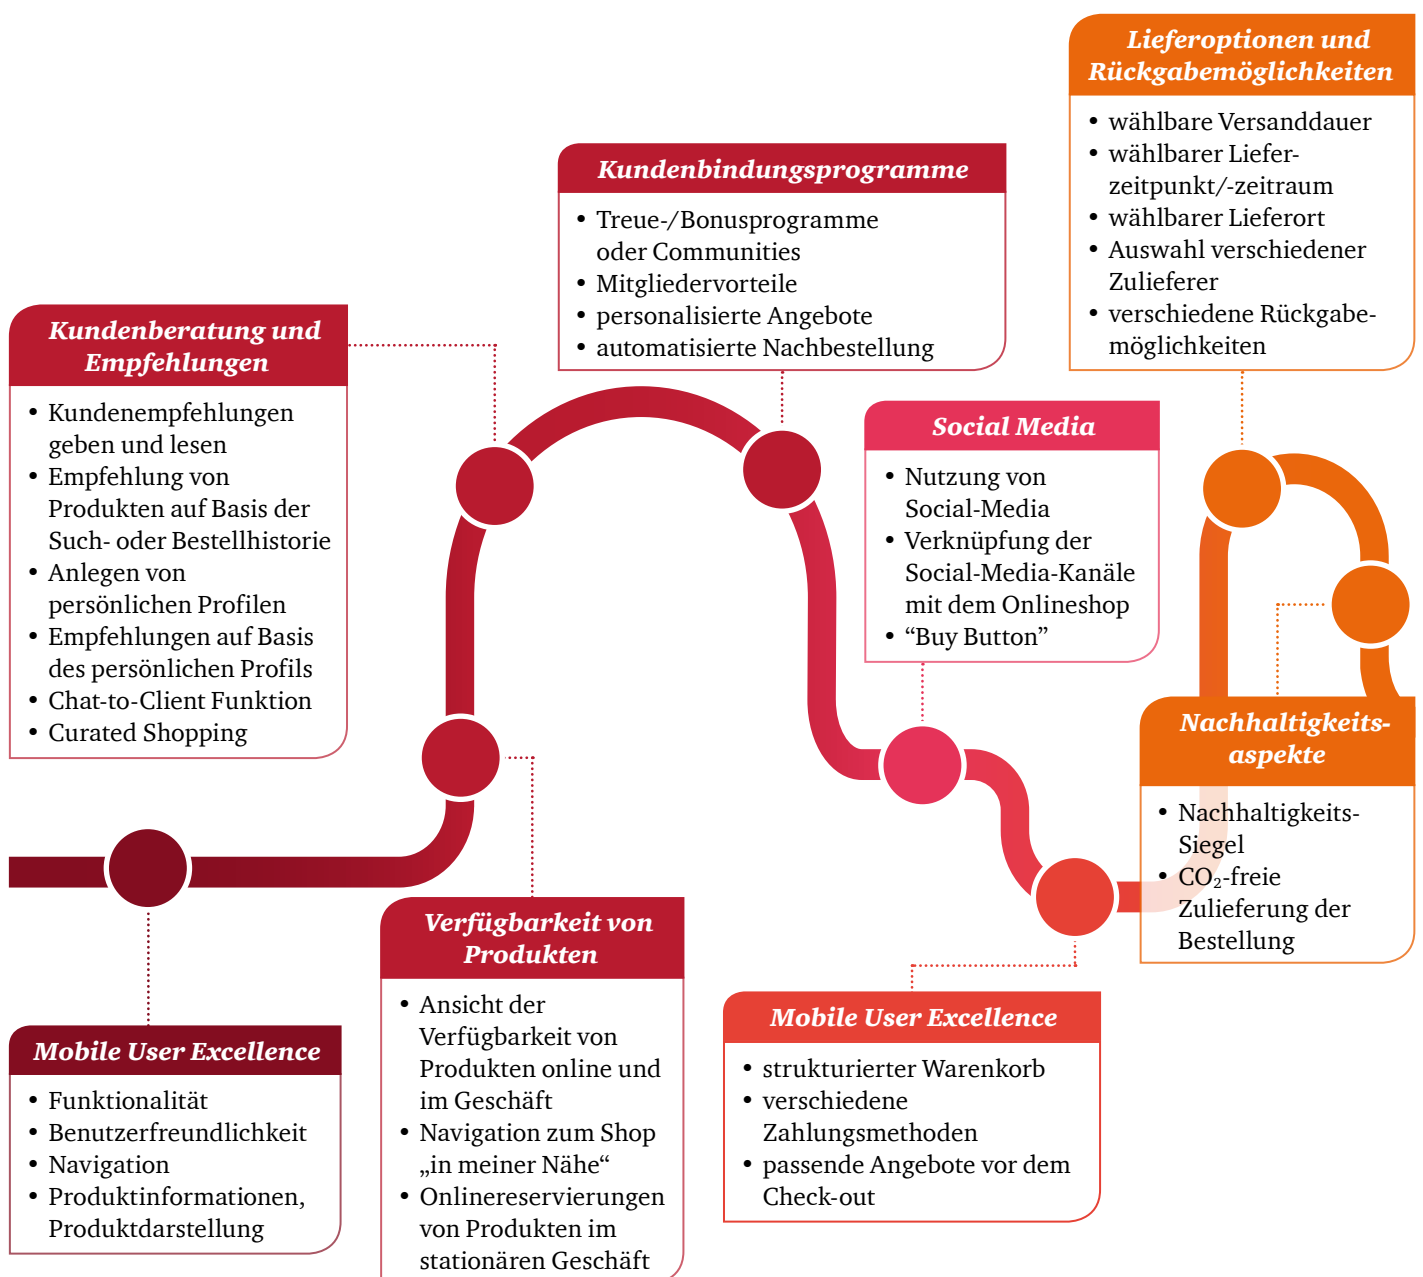 Lieferoptionen und
Rückgabemöglichkeiten
• wählbare Versanddauer
• wählbarer Liefer-
zeitpunkt/-zeitraum
• wählbarer Lieferort
• Auswahl verschiedener
Zulieferer
• verschiedene Rückgabe-
möglichkeiten
Kundenbindungsprogramme
• Treue-/Bonusprogramme
oder Communities
• Mitgliedervorteile
• personalisierte Angebote
• automatisierte Nachbestellung
Kundenberatung und
Empfehlungen
• Kundenempfehlungen
geben und lesen
• Empfehlung von
Produkten auf Basis der
Such- oder Bestellhistorie
• Anlegen von
persönlichen Profilen
• Empfehlungen auf Basis
des persönlichen Profils
• Chat-to-Client Funktion
• Curated Shopping
Social Media
• Nutzung von
Social-Media
• Verknüpfung der
Social-Media-Kanäle
mit dem Onlineshop
• “Buy Button”
Nachhaltigkeits-
aspekte
• Nachhaltigkeits-
Siegel
• CO₂-freie
Zulieferung der
Bestellung
Verfügbarkeit von
Produkten
• Ansicht der
Verfügbarkeit von
Produkten online und
im Geschäft
• Navigation zum Shop
„in meiner Nähe“
• Onlinereservierungen
von Produkten im
stationären Geschäft
Mobile User Excellence
• strukturierter Warenkorb
• verschiedene
Zahlungsmethoden
• passende Angebote vor dem
Check-out
Mobile User Excellence
• Funktionalität
• Benutzerfreundlichkeit
• Navigation
• Produktinformationen,
Produktdarstellung